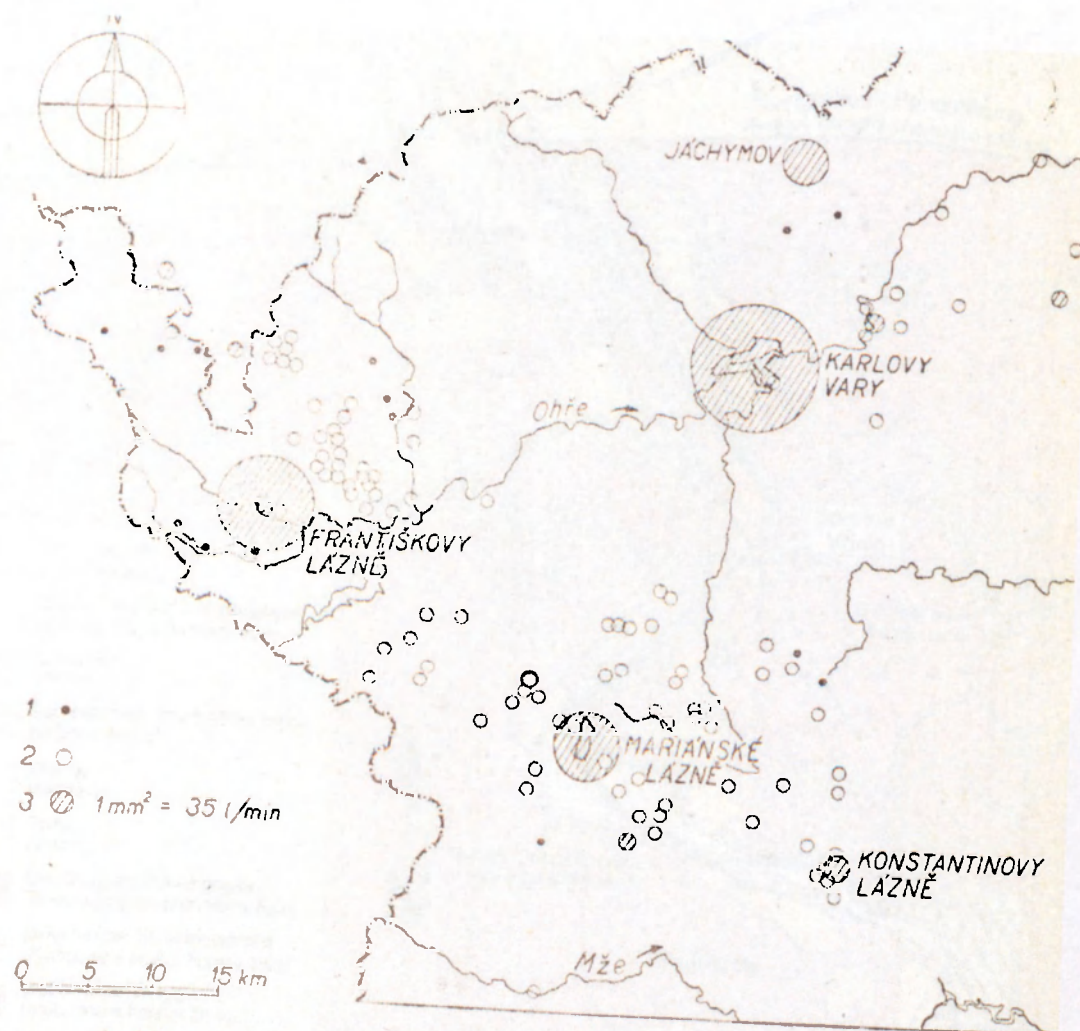 JÁCHYMOV
KARLOVY
VARY
Ohře
FRANTIŠKOVY
LÁZNĚ
1
2
3 1mm² = 35 l/min
MARIÁNSKÉ
LÁZNĚ
KONSTANTINOVY
LÁZNĚ
Mže
0 5 10 15 km